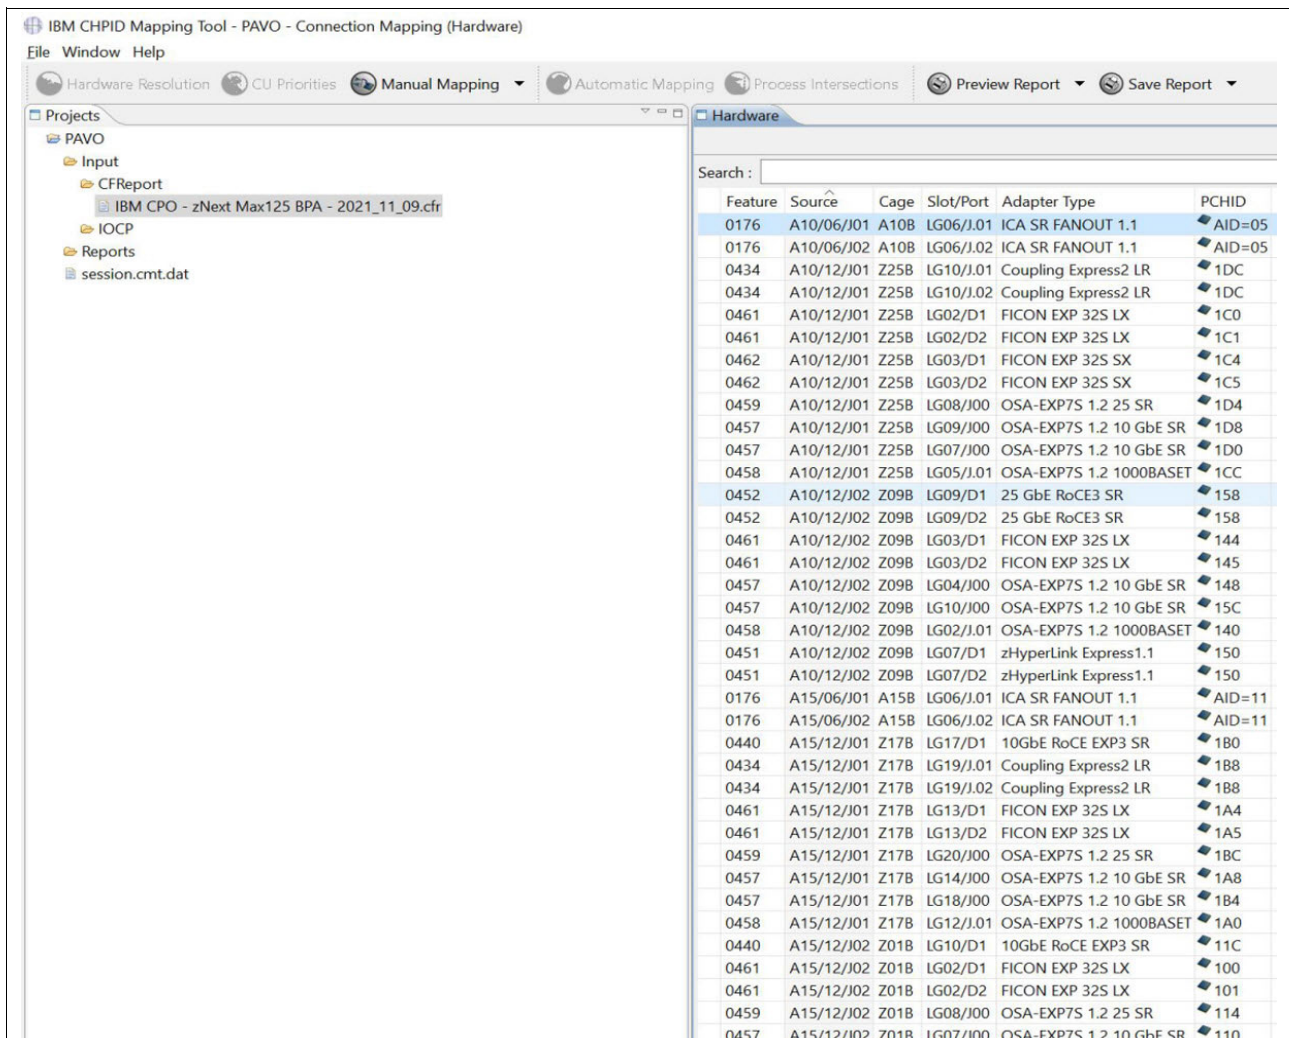 IBM CHPID Mapping Tool - PAVO - Connection Mapping (Hardware)
File Window Help
Hardware Resolution CU Priorities Manual Mapping Automatic Mapping Process Intersections Preview Report Save Report
Projects
PAVO
Input
CFReport
IBM CPO - zNext Max125 BPA - 2021_11_09.cfr
IOCP
Reports
session.cmt.dat
Hardware
Search :
Feature Source Cage Slot/Port Adapter Type PCHID
0176 A10/06/J01 A10B LG06/J.01 ICA SR FANOUT 1.1 AID=05
0176 A10/06/J02 A10B LG06/J.02 ICA SR FANOUT 1.1 AID=05
0434 A10/12/J01 Z25B LG10/J.01 Coupling Express2 LR 1DC
0434 A10/12/J01 Z25B LG10/J.02 Coupling Express2 LR 1DC
0461 A10/12/J01 Z25B LG02/D1 FICON EXP 32S LX 1C0
0461 A10/12/J01 Z25B LG02/D2 FICON EXP 32S LX 1C1
0462 A10/12/J01 Z25B LG03/D1 FICON EXP 32S SX 1C4
0462 A10/12/J01 Z25B LG03/D2 FICON EXP 32S SX 1C5
0459 A10/12/J01 Z25B LG08/J00 OSA-EXP7S 1.2 25 SR 1D4
0457 A10/12/J01 Z25B LG09/J00 OSA-EXP7S 1.2 10 GbE SR 1D8
0457 A10/12/J01 Z25B LG07/J00 OSA-EXP7S 1.2 10 GbE SR 1D0
0458 A10/12/J01 Z25B LG05/J.01 OSA-EXP7S 1.2 1000BASET 1CC
0452 A10/12/J02 Z09B LG09/D1 25 GbE RoCE3 SR 158
0452 A10/12/J02 Z09B LG09/D2 25 GbE RoCE3 SR 158
0461 A10/12/J02 Z09B LG03/D1 FICON EXP 32S LX 144
0461 A10/12/J02 Z09B LG03/D2 FICON EXP 32S LX 145
0457 A10/12/J02 Z09B LG04/J00 OSA-EXP7S 1.2 10 GbE SR 148
0457 A10/12/J02 Z09B LG10/J00 OSA-EXP7S 1.2 10 GbE SR 15C
0458 A10/12/J02 Z09B LG02/J.01 OSA-EXP7S 1.2 1000BASET 140
0451 A10/12/J02 Z09B LG07/D1 zHyperLink Express1.1 150
0451 A10/12/J02 Z09B LG07/D2 zHyperLink Express1.1 150
0176 A15/06/J01 A15B LG06/J.01 ICA SR FANOUT 1.1 AID=11
0176 A15/06/J02 A15B LG06/J.02 ICA SR FANOUT 1.1 AID=11
0440 A15/12/J01 Z17B LG17/D1 10GbE RoCE EXP3 SR 1B0
0434 A15/12/J01 Z17B LG19/J.01 Coupling Express2 LR 1B8
0434 A15/12/J01 Z17B LG19/J.02 Coupling Express2 LR 1B8
0461 A15/12/J01 Z17B LG13/D1 FICON EXP 32S LX 1A4
0461 A15/12/J01 Z17B LG13/D2 FICON EXP 32S LX 1A5
0459 A15/12/J01 Z17B LG20/J00 OSA-EXP7S 1.2 25 SR 1BC
0457 A15/12/J01 Z17B LG14/J00 OSA-EXP7S 1.2 10 GbE SR 1A8
0457 A15/12/J01 Z17B LG18/J00 OSA-EXP7S 1.2 10 GbE SR 1B4
0458 A15/12/J01 Z17B LG12/J.01 OSA-EXP7S 1.2 1000BASET 1A0
0440 A15/12/J02 Z01B LG10/D1 10GbE RoCE EXP3 SR 11C
0461 A15/12/J02 Z01B LG02/D1 FICON EXP 32S LX 100
0461 A15/12/J02 Z01B LG02/D2 FICON EXP 32S LX 101
0459 A15/12/J02 Z01B LG08/J00 OSA-EXP7S 1.2 25 SR 114
0457 A15/12/J02 Z01B LG07/J00 OSA-EXP7S 1.2 10 GbE SR 110